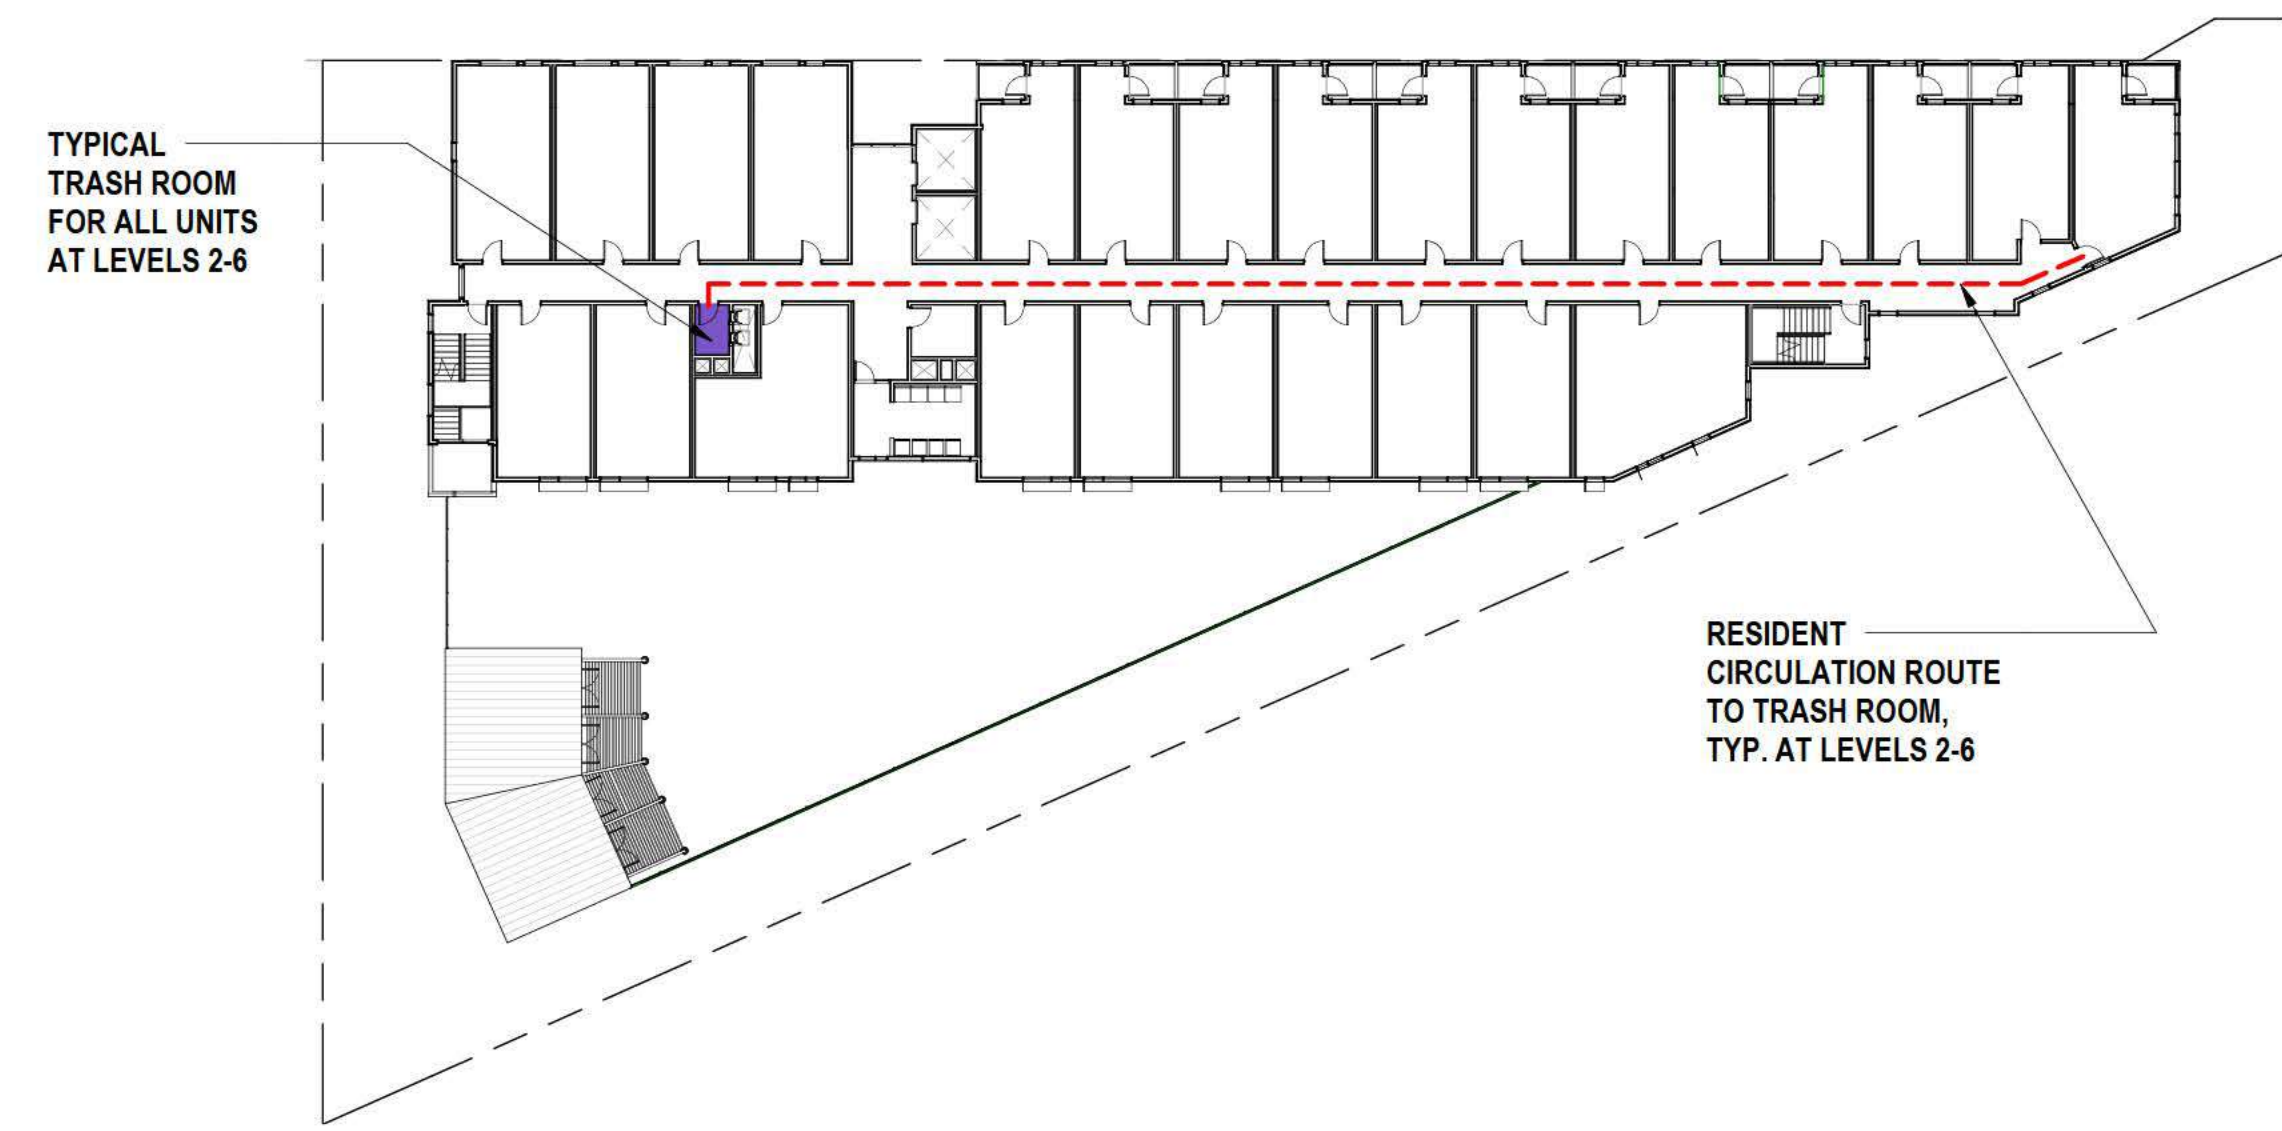 TYPICAL
TRASH ROOM
FOR ALL UNITS
AT LEVELS 2-6
RESIDENT
CIRCULATION ROUTE
TO TRASH ROOM,
TYP. AT LEVELS 2-6